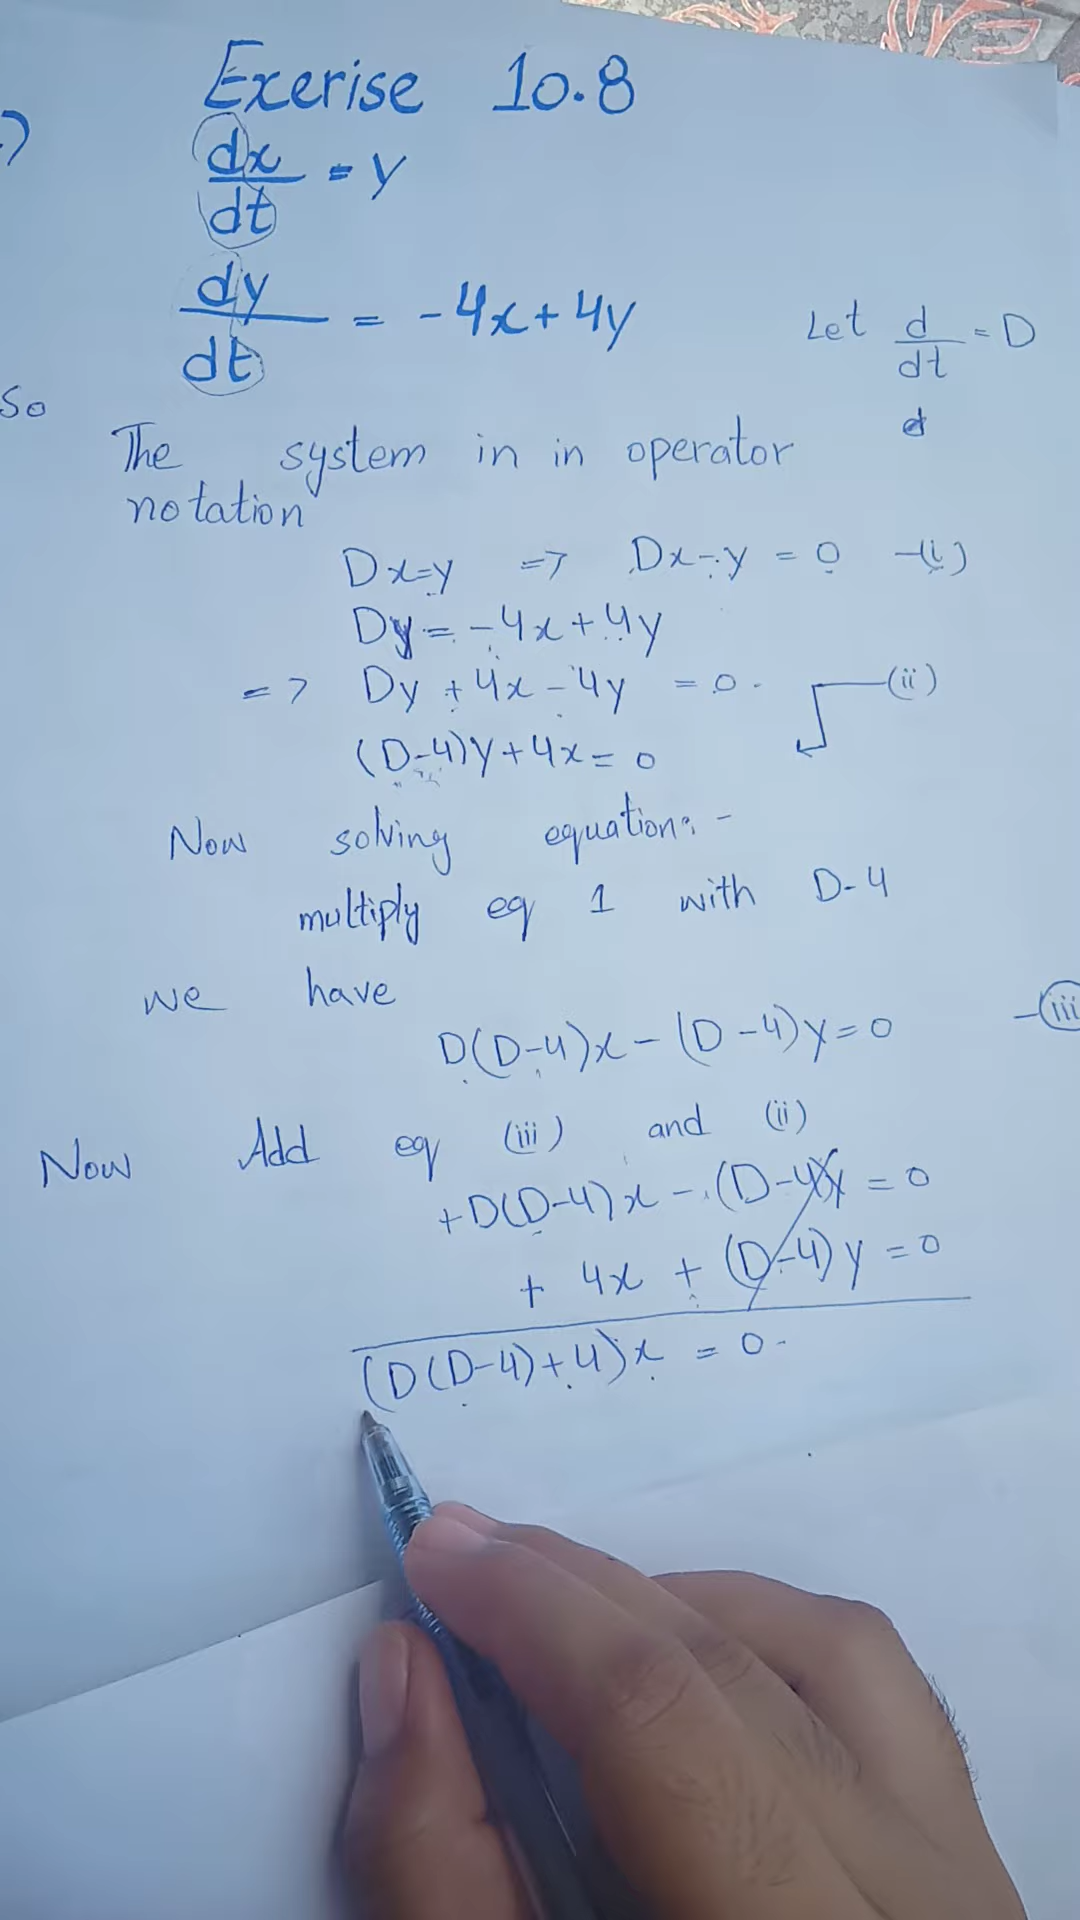 Exerise 10.8
dx/dt = y
dy/dt = -4x+4y
Let d/dt = D
So
d
The system in in operator
notation
Dx=y => Dx-y = 0 -(i)
Dy = -4x+4y
=> Dy + 4x - 4y = 0. (ii)
(D-4)y+4x= 0
Now solving equation:-
multiply eq 1 with D-4
we have
D(D-4)x - (D-4)y=0 -(iii
Now Add eq (iii) and (ii)
+D(D-4)x - (D-4)y = 0
+ 4x + (D-4)y = 0
(D(D-4)+4)x = 0-